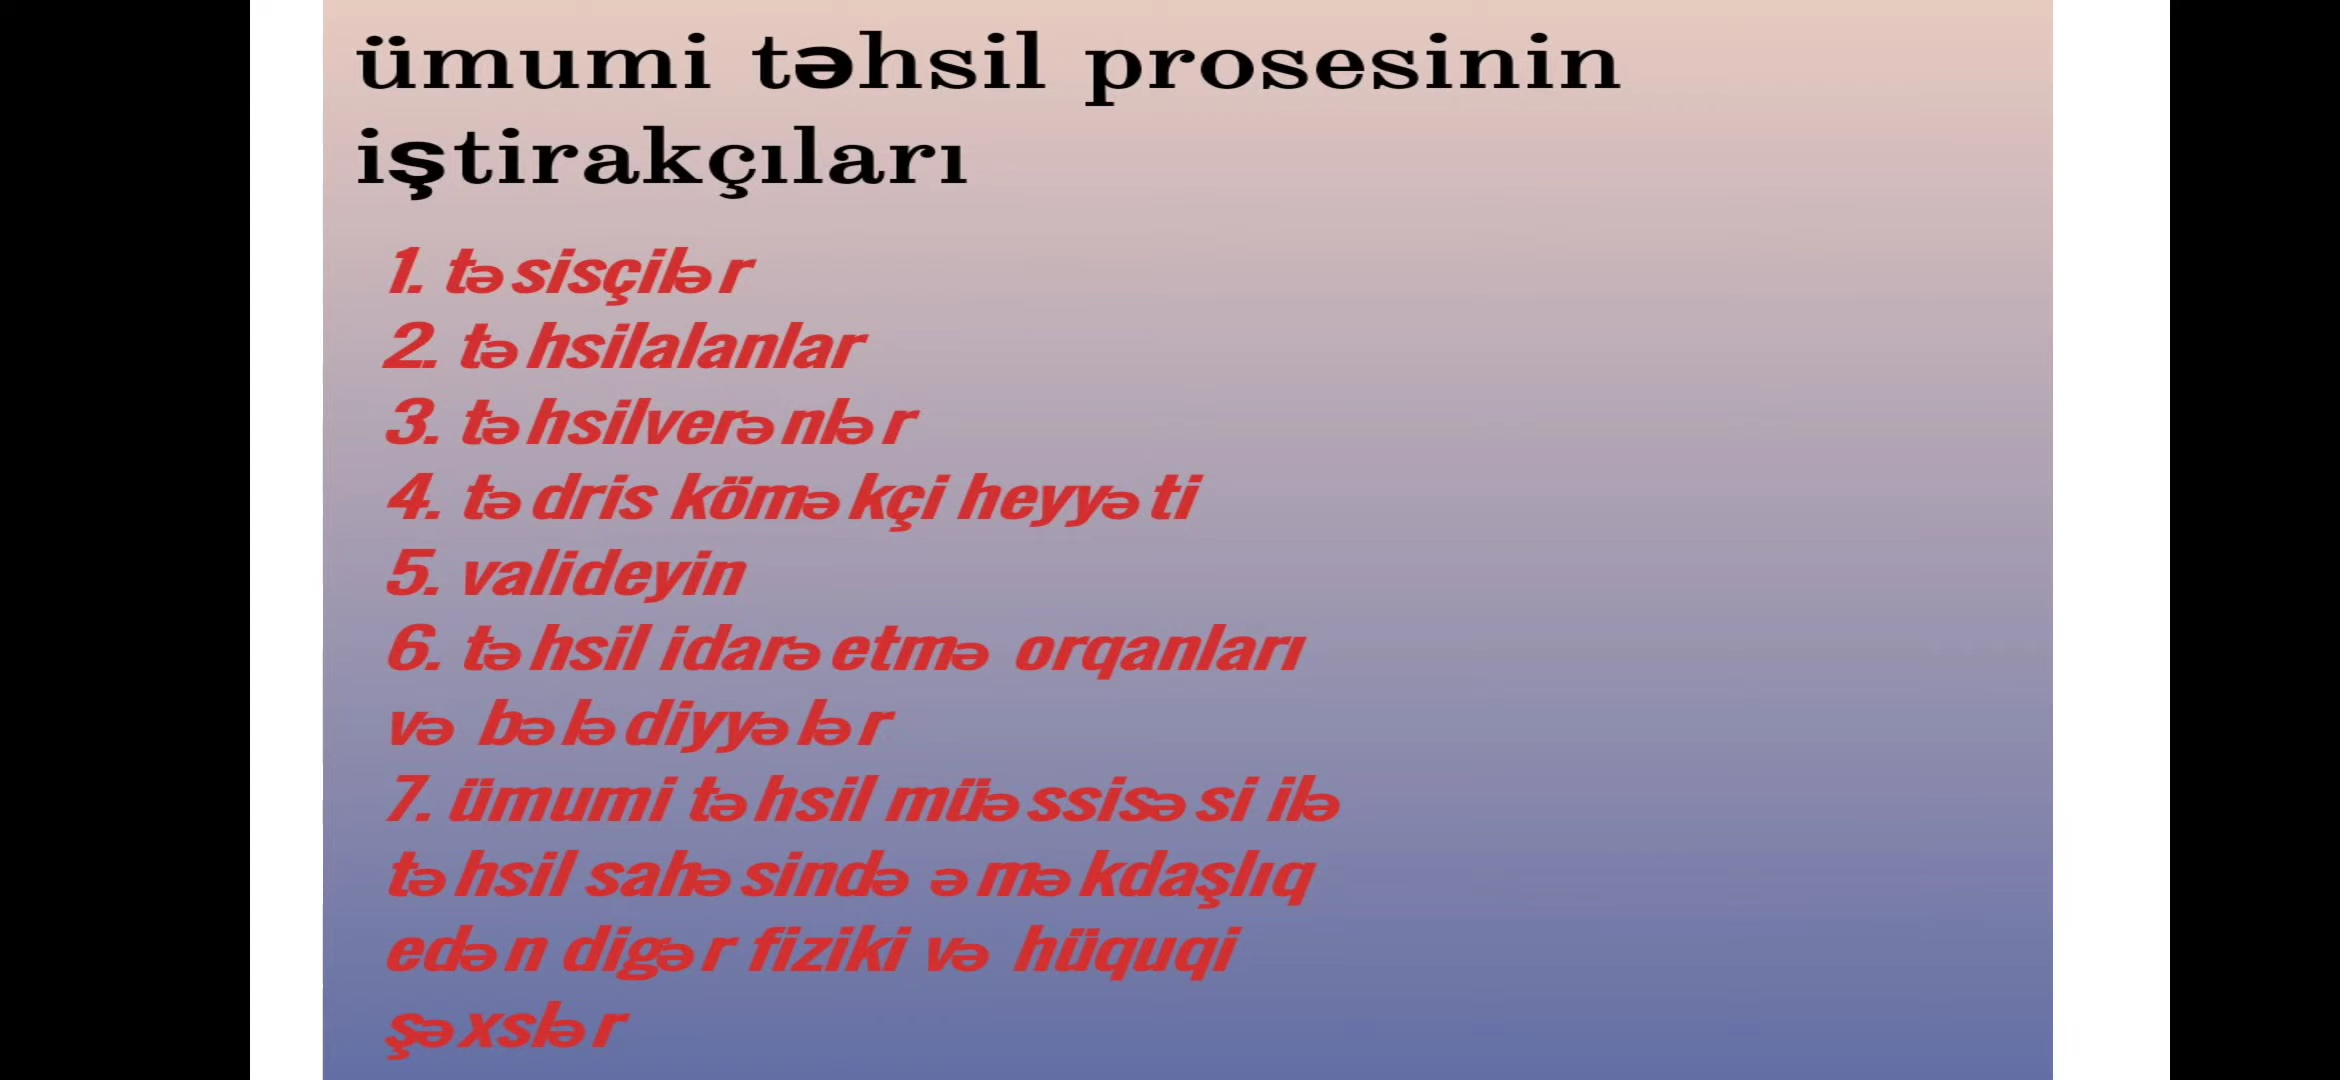 ümumi təhsil prosesinin
iştirakçıları
1. təsisçilər
2. təhsilalanlar
3. təhsilverənlər
4. tədris köməkçi heyyəti
5. valideyin
6. təhsil idarəetmə orqanları
və bələdiyyələr
7. ümumi təhsil müəssisəsi ilə
təhsil sahəsində əməkdaşlıq
edən digər fiziki və hüquqi
şəxslər